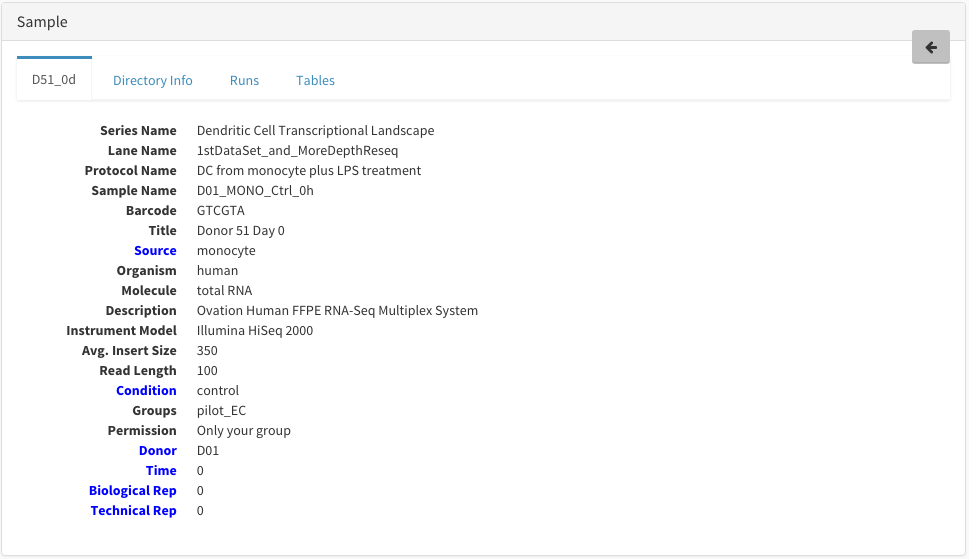 Sample
D51_0d Directory Info Runs Tables
Series Name Dendritic Cell Transcriptional Landscape
Lane Name 1stDataSet_and_MoreDepthReseq
Protocol Name DC from monocyte plus LPS treatment
Sample Name D01_MONO_Ctrl_0h
Barcode GTCGTA
Title Donor 51 Day 0
Source monocyte
Organism human
Molecule total RNA
Description Ovation Human FFPE RNA-Seq Multiplex System
Instrument Model Illumina HiSeq 2000
Avg. Insert Size 350
Read Length 100
Condition control
Groups pilot_EC
Permission Only your group
Donor D01
Time 0
Biological Rep 0
Technical Rep 0